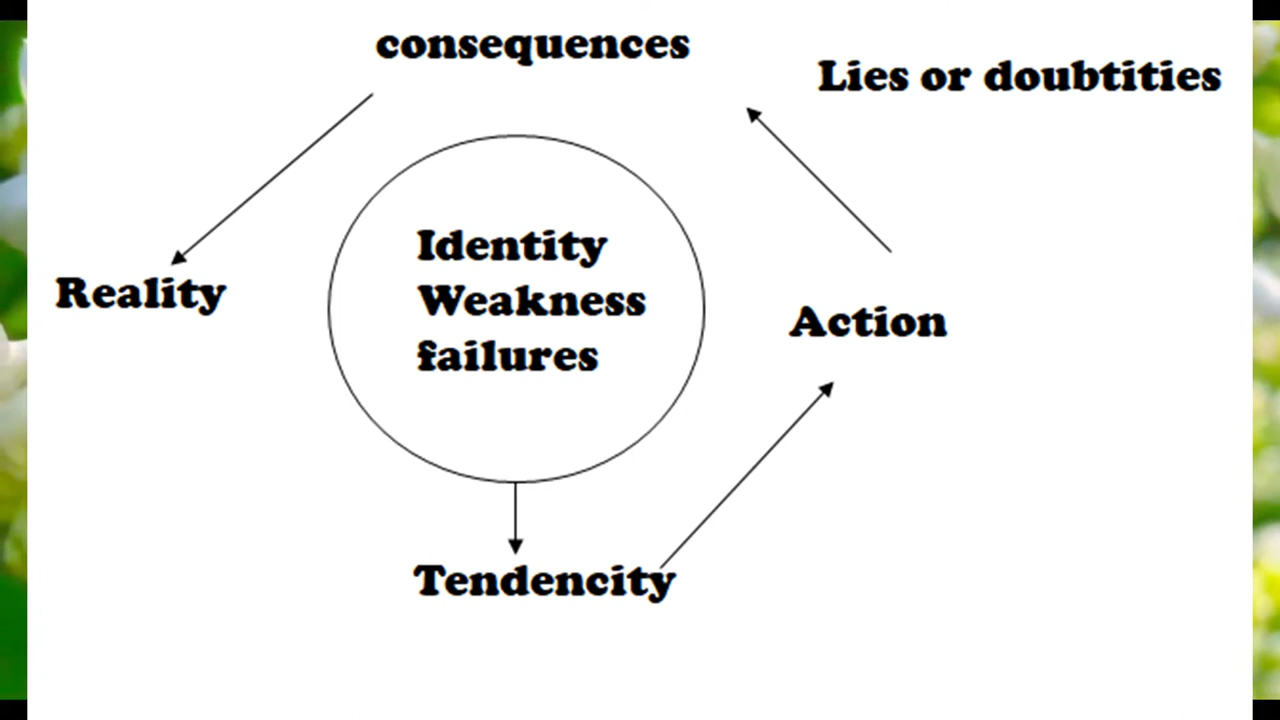 consequences
Lies or doubtities
Identity
Weakness
failures
Reality
Action
Tendencity